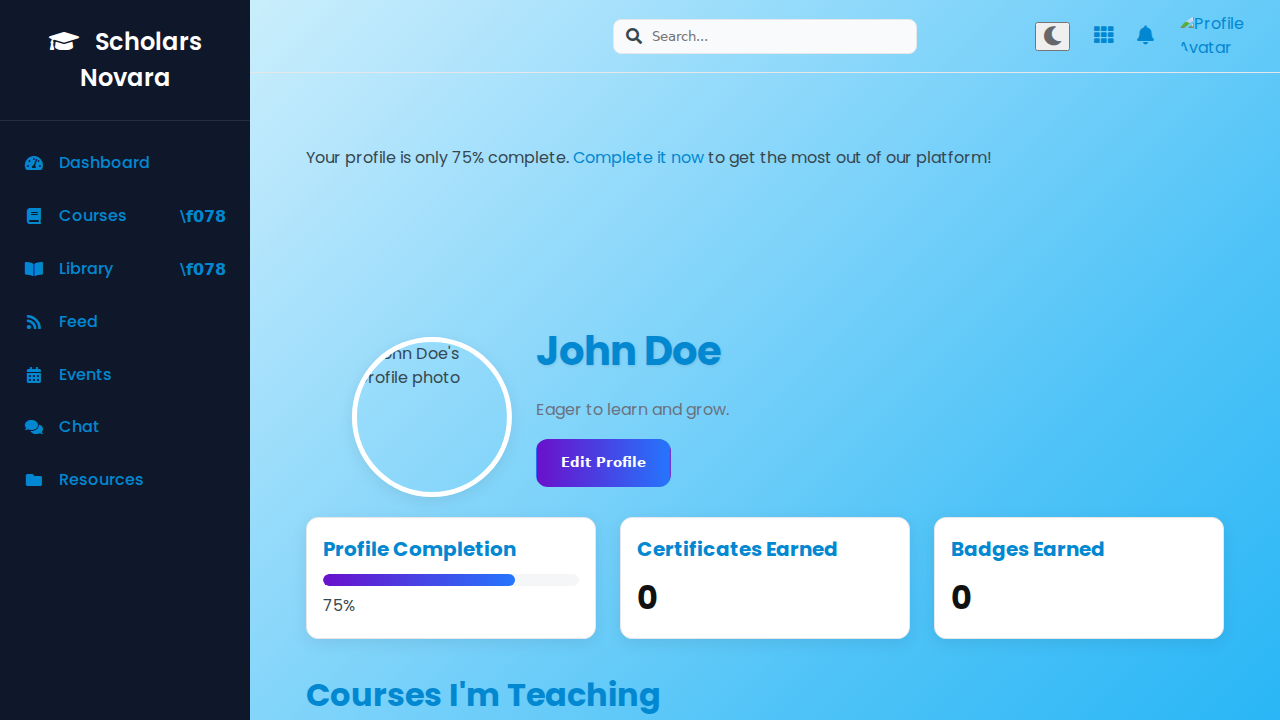 Scholars
Novara
Dashboard
Courses \f078
Library \f078
Feed
Events
Chat
Resources
Search...
Profile
vatar
Your profile is only 75% complete. Complete it now to get the most out of our platform!
ohn Doe's
rofile photo
John Doe
Eager to learn and grow.
Edit Profile
Profile Completion
75%
Certificates Earned
0
Badges Earned
0
Courses I'm Teaching